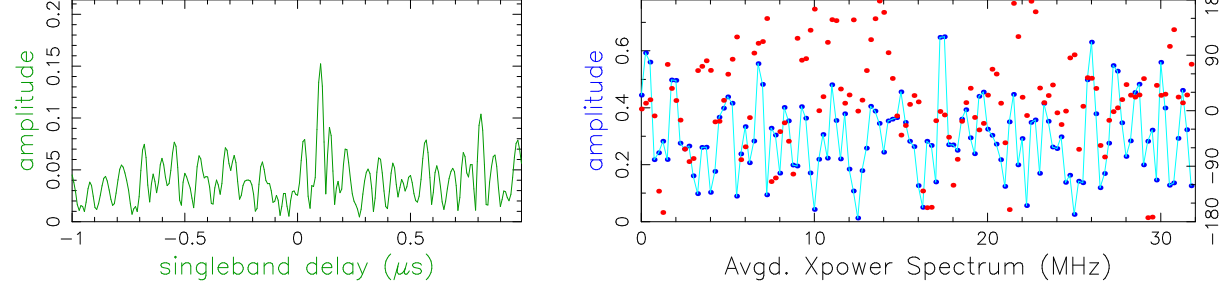 amplitude
0 0.05 0.1 0.15 0.2
−1 −0.5 0 0.5
singleband delay (μs)
amplitude
0 0.2 0.4 0.6
0 10 20 30
Avgd. Xpower Spectrum (MHz)
−180 −90 0 90